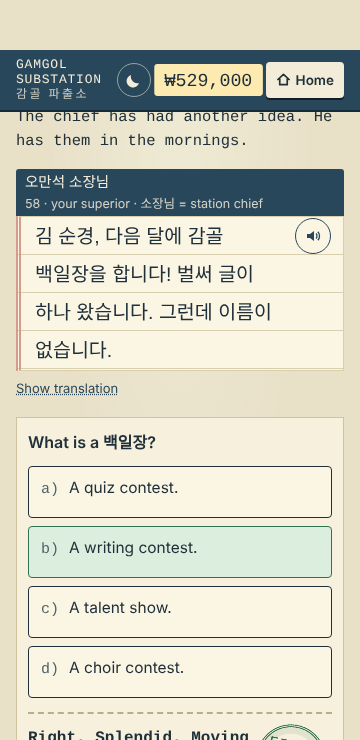 GAMGOL
SUBSTATION
감골 파출소
₩529,000
Home
The chief has had another idea. He
has them in the mornings.
오만석 소장님
58 · your superior · 소장님 = station chief
김 순경, 다음 달에 감골
백일장을 합니다! 벌써 글이
하나 왔습니다. 그런데 이름이
없습니다.
Show translation
What is a 백일장?
a) A quiz contest.
b) A writing contest.
c) A talent show.
d) A choir contest.
Right. Splendid. Moving